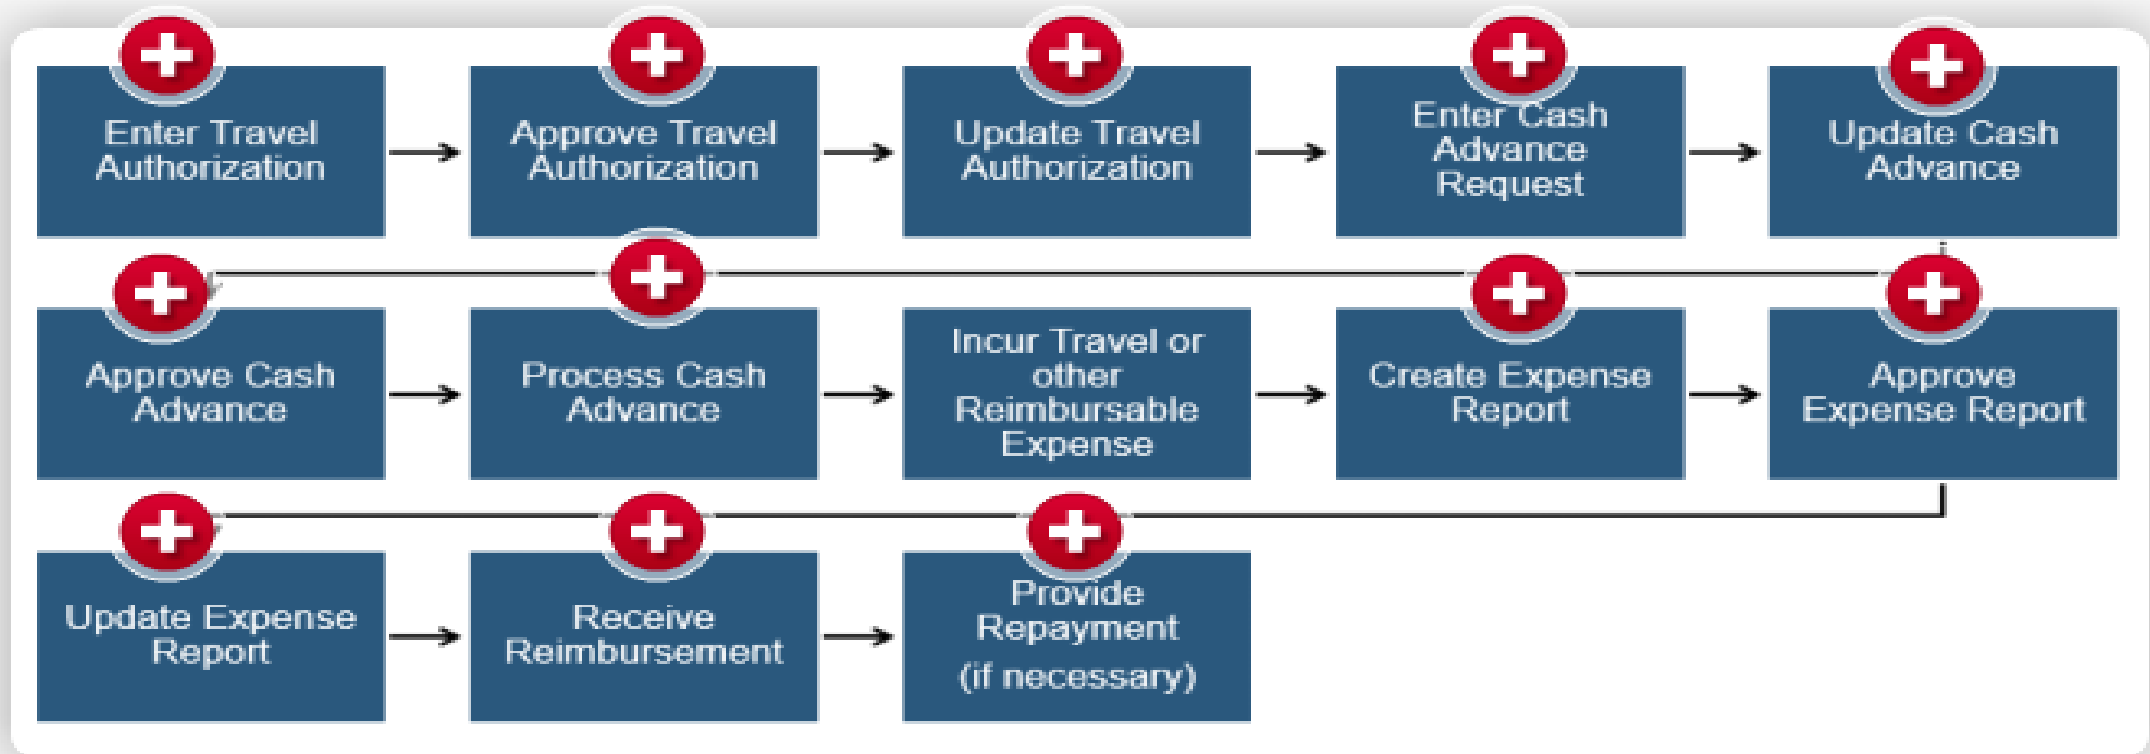 Enter Travel
Authorization
Approve Travel
Authorization
Update Travel
Authorization
Enter Cash
Advance
Request
Update Cash
Advance
Approve Cash
Advance
Process Cash
Advance
Incur Travel or
other
Reimbursable
Expense
Create Expense
Report
Approve
Expense Report
Update Expense
Report
Receive
Reimbursement
Provide
Repayment
(if necessary)